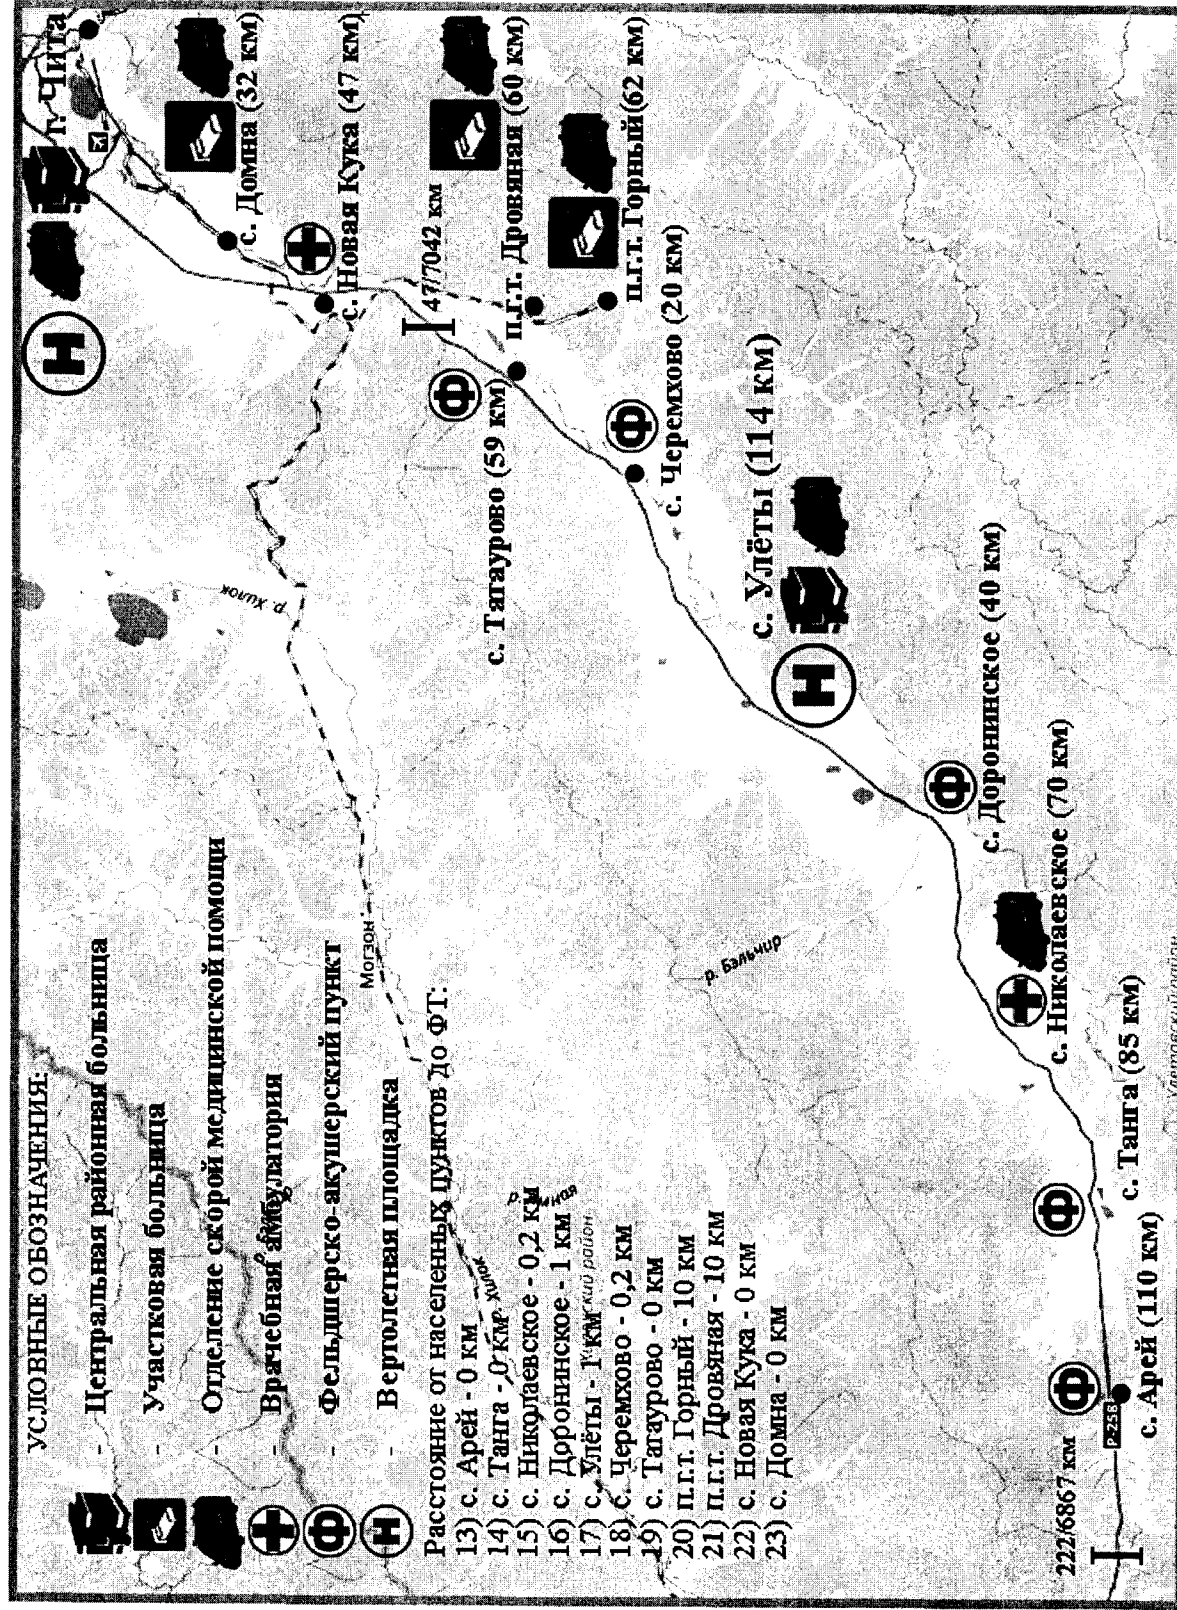 УСЛОВНЫЕ ОБОЗНАЧЕНИЯ:
- Центральная районная больница
- Участковая больница
- Отделение скорой медицинской помощи
- Врачебная амбулатория
- Фельдшерско-акушерский пункт
- Вертолетная площадка
Расстояние от населенных пунктов до ФТ:
13) с. Арей - 0 км
14) с. Танга - 0 км
15) с. Николаевское - 0,2 км
16) с. Доронинское - 1 км
17) с. Улёты - 1 км
18) с. Черемхово - 0,2 км
19) с. Татаурово - 0 км
20) п.г.т. Горный - 10 км
21) п.г.т. Дровяная - 10 км
22) с. Новая Кука - 0 км
23) с. Домна - 0 км
г. Чита
с. Домна (32 км)
с. Новая Кука (47 км)
47/7042 км
п.г.т. Дровяная (60 км)
п.г.т. Горный(62 км)
с. Татаурово (59 км)
с. Черемхово (20 км)
с. Улёты (114 км)
с. Доронинское (40 км)
с. Николаевское (70 км)
с. Танга (85 км)
с. Арей (110 км)
222/6867 км
Р-258
р. Хилок
Могзон
р. Бэльчир
р. Хилок
район
Н
Н
Н
Ф
Ф
Ф
Ф
Ф
Ф